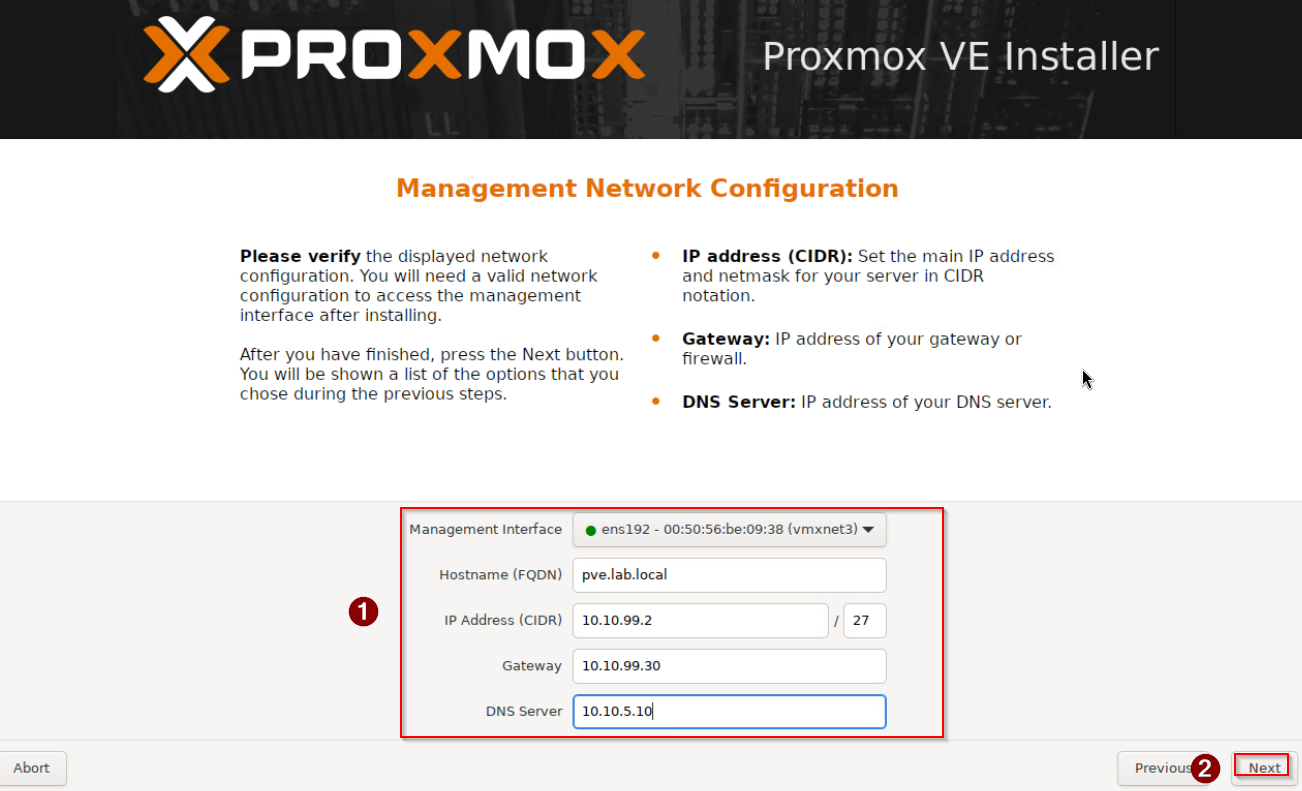 PROXMOX
Proxmox VE Installer
Management Network Configuration
Please verify the displayed network
configuration. You will need a valid network
configuration to access the management
interface after installing.
After you have finished, press the Next button.
You will be shown a list of the options that you
chose during the previous steps.
IP address (CIDR): Set the main IP address
and netmask for your server in CIDR
notation.
Gateway: IP address of your gateway or
firewall.
DNS Server: IP address of your DNS server.
Management Interface ens192 - 00:50:56:be:09:38 (vmxnet3)
Hostname (FQDN) pve.lab.local
1
IP Address (CIDR) 10.10.99.2 / 27
Gateway 10.10.99.30
DNS Server 10.10.5.10
Abort Previous 2 Next